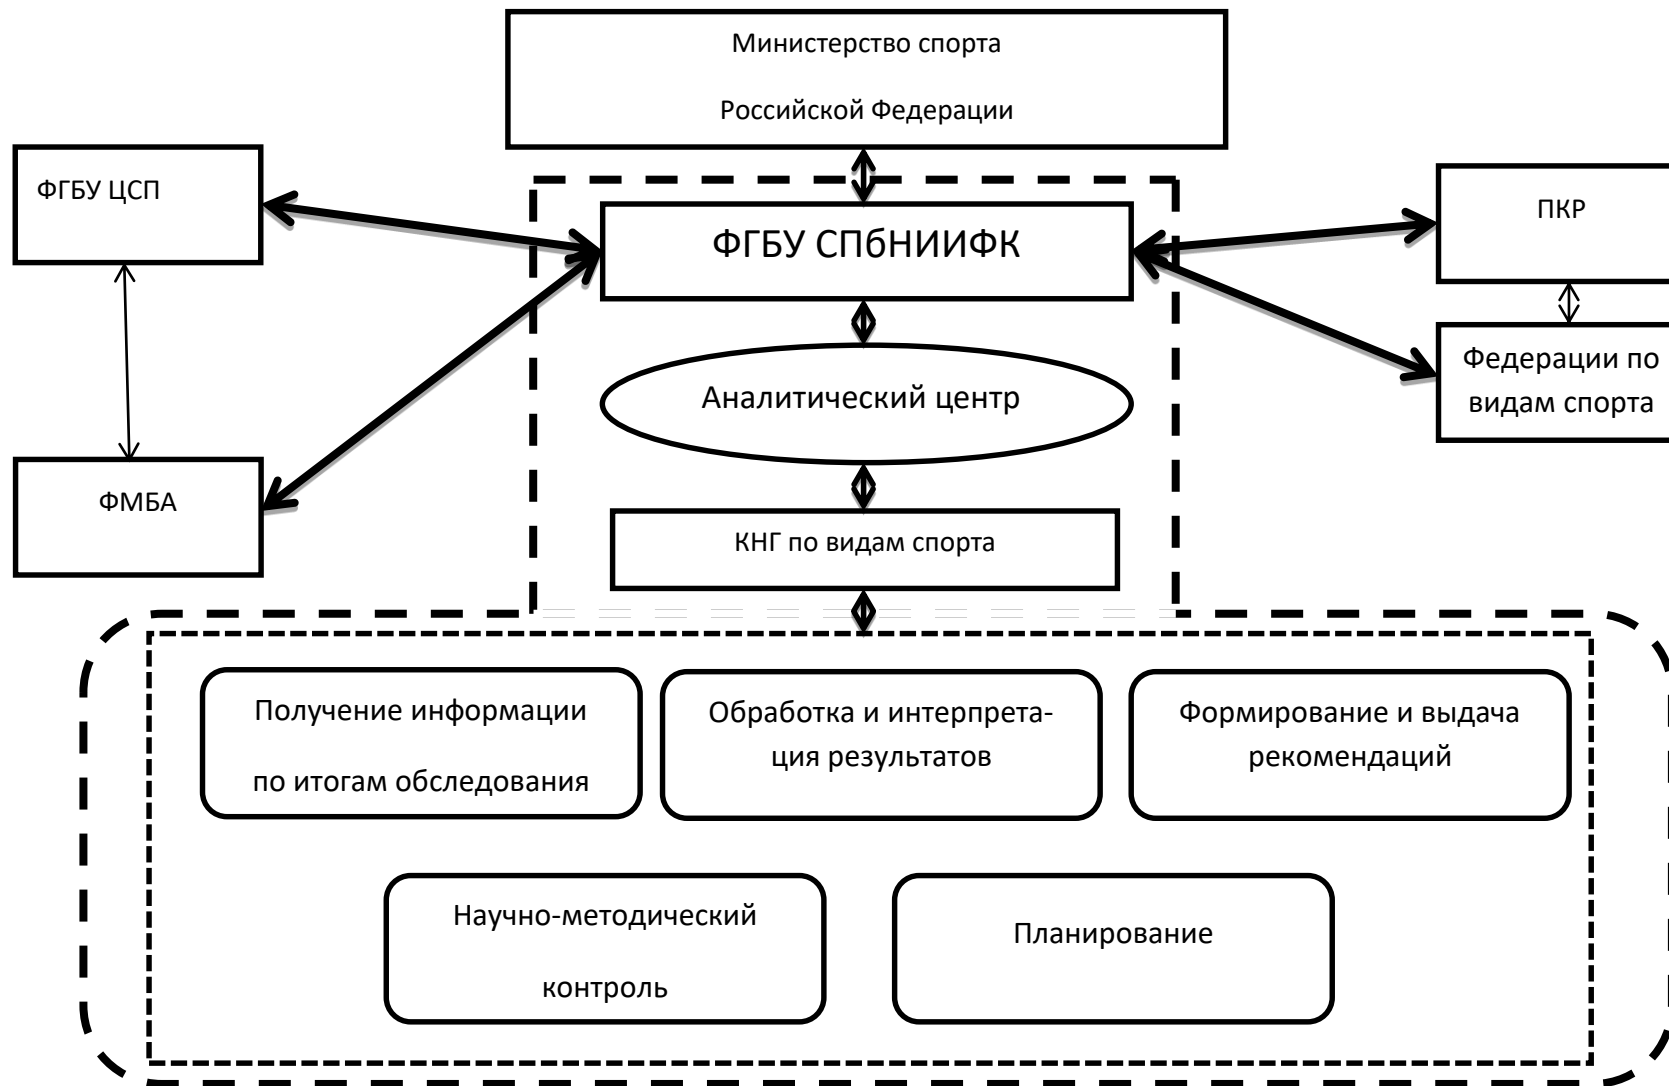 Министерство спорта
Российской Федерации
ФГБУ ЦСП
ФГБУ СПбНИИФК
ПКР
Федерации по
видам спорта
Аналитический центр
ФМБА
КНГ по видам спорта
Получение информации
по итогам обследования
Обработка и интерпрета-
ция результатов
Формирование и выдача
рекомендаций
Научно-методический
контроль
Планирование